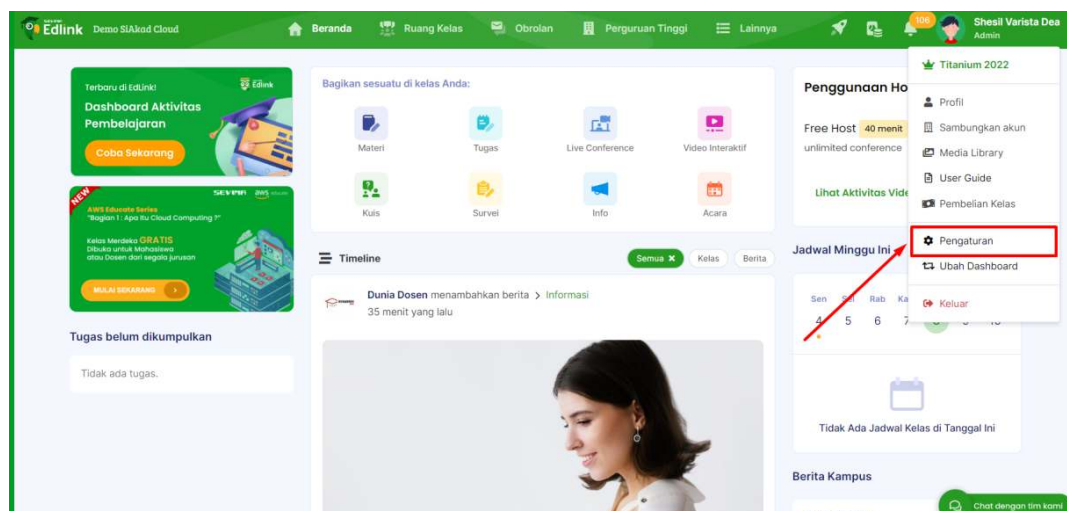 Edlink Demo SiAkad Cloud
Beranda
Ruang Kelas
Obrolan
Perguruan Tinggi
Lainnya
106
Shesil Varista Dea
Admin
Terbaru di EdLink!
Edlink
Dashboard Aktivitas
Pembelajaran
Coba Sekarang
NEW
SEVIMA aws
AWS Educate Series
"Bagian 1 : Apa Itu Cloud Computing ?"
Kelas Merdeka GRATIS
Dibuka untuk Mahasiswa
atau Dosen dari segala jurusan
MULAI SEKARANG
Tugas belum dikumpulkan
Tidak ada tugas.
Bagikan sesuatu di kelas Anda:
Materi
Tugas
Live Conference
Video Interaktif
Kuis
Survei
Info
Acara
Timeline
Semua ×
Kelas
Berita
Dunia Dosen menambahkan berita > Informasi
35 menit yang lalu
Penggunaan Ho
Free Host 40 menit
unlimited conference
Lihat Aktivitas Vide
Jadwal Minggu Ini
Sen Rab Ka
4 5 6 7 8 9 10
Tidak Ada Jadwal Kelas di Tanggal Ini
Berita Kampus
Titanium 2022
Profil
Sambungkan akun
Media Library
User Guide
Pembelian Kelas
Pengaturan
Ubah Dashboard
Keluar
Chat dengan tim kami